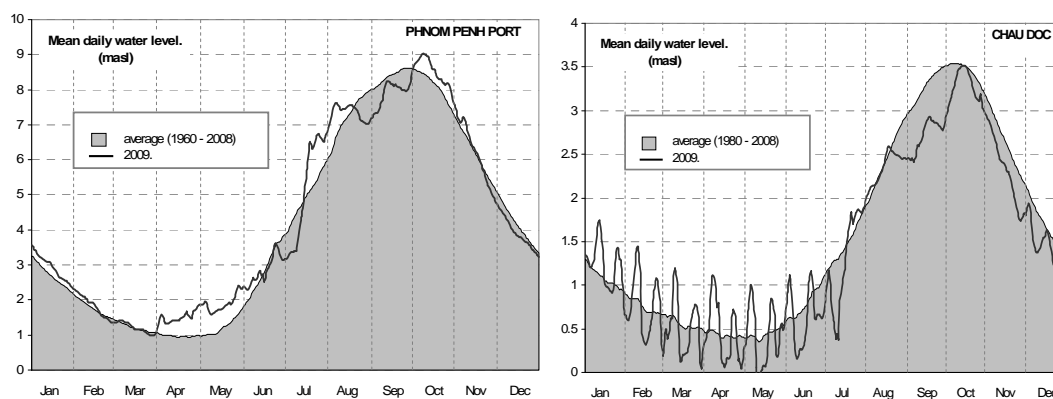 PHNOM PENH PORT
Mean daily water level.
(masl)
average (1960 - 2008)
2009.
10
9
8
7
6
5
4
3
2
1
0
Jan Feb Mar Apr May Jun Jul Aug Sep Oct Nov Dec
CHAU DOC
Mean daily water level.
(masl)
average (1980 - 2008)
2009.
4
3.5
3
2.5
2
1.5
1
0.5
0
Jan Feb Mar Apr May Jun Jul Aug Sep Oct Nov De